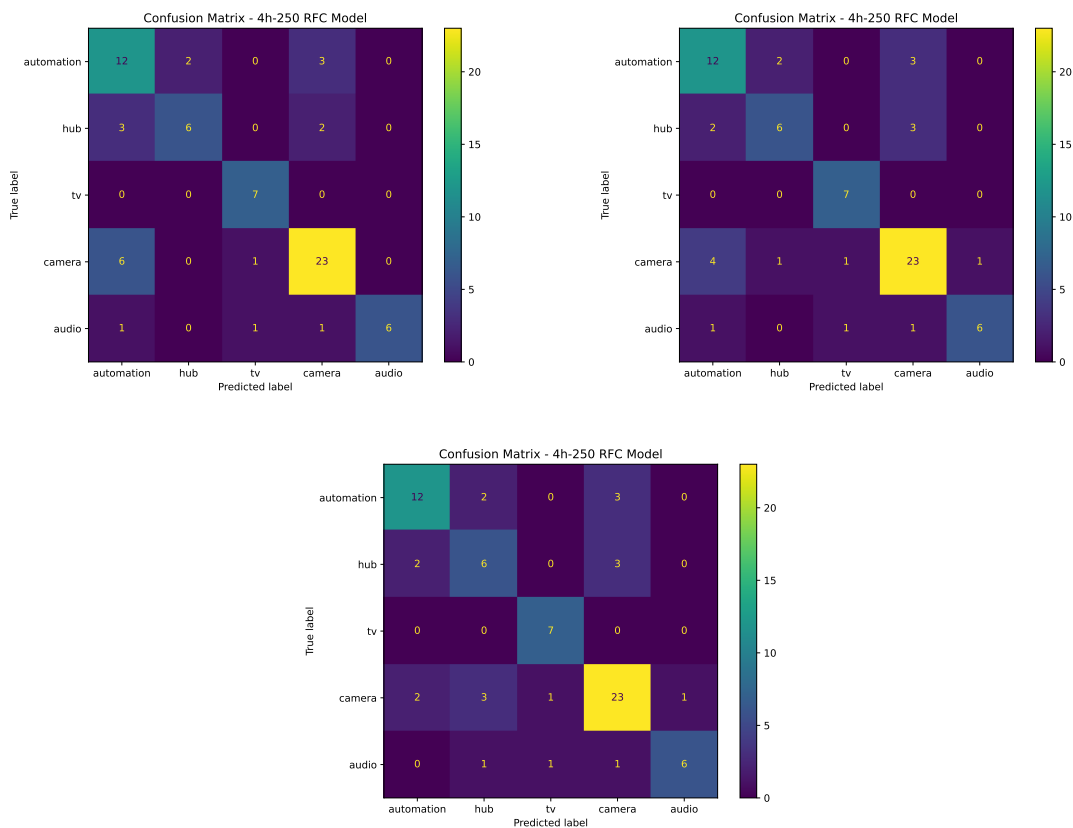 Confusion Matrix - 4h-250 RFC Model
automation 12 2 0 3 0
hub 3 6 0 2 0
tv 0 0 7 0 0
camera 6 0 1 23 0
audio 1 0 1 1 6
automation hub tv camera audio
Predicted label
True label
20
15
10
5
0
Confusion Matrix - 4h-250 RFC Model
automation 12 2 0 3 0
hub 2 6 0 3 0
tv 0 0 7 0 0
camera 4 1 1 23 1
audio 1 0 1 1 6
automation hub tv camera audio
Predicted label
True label
20
15
10
5
0
Confusion Matrix - 4h-250 RFC Model
automation 12 2 0 3 0
hub 2 6 0 3 0
tv 0 0 7 0 0
camera 2 3 1 23 1
audio 0 1 1 1 6
automation hub tv camera audio
Predicted label
True label
20
15
10
5
0